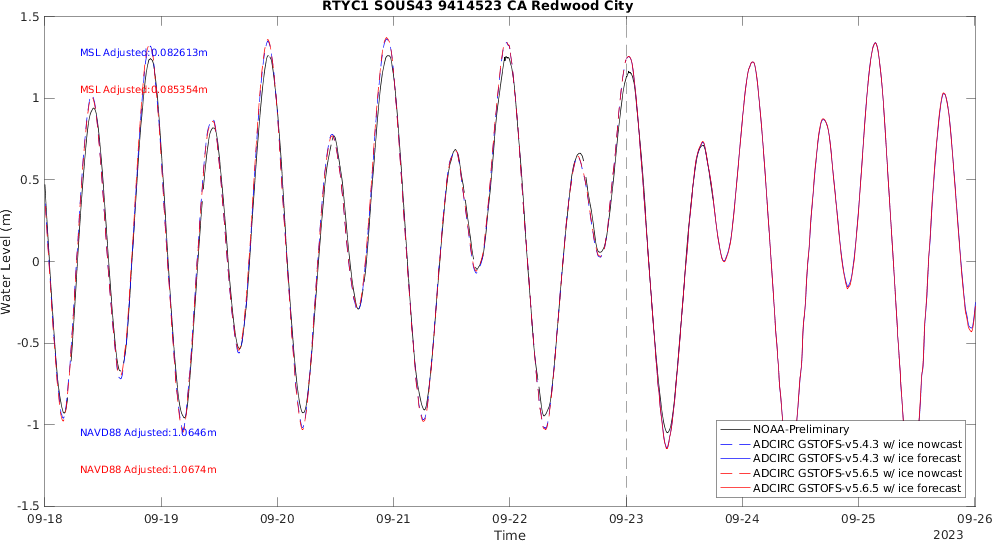 RTYC1 SOUS43 9414523 CA Redwood City
Water Level (m)
1.5
1
0.5
0
-0.5
-1
-1.5
MSL Adjusted:0.082613m
MSL Adjusted:0.085354m
NAVD88 Adjusted:1.0646m
NAVD88 Adjusted:1.0674m
NOAA-Preliminary
ADCIRC GSTOFS-v5.4.3 w/ ice nowcast
ADCIRC GSTOFS-v5.4.3 w/ ice forecast
ADCIRC GSTOFS-v5.6.5 w/ ice nowcast
ADCIRC GSTOFS-v5.6.5 w/ ice forecast
09-18 09-19 09-20 09-21 09-22 09-23 09-24 09-25 09-26
Time
2023